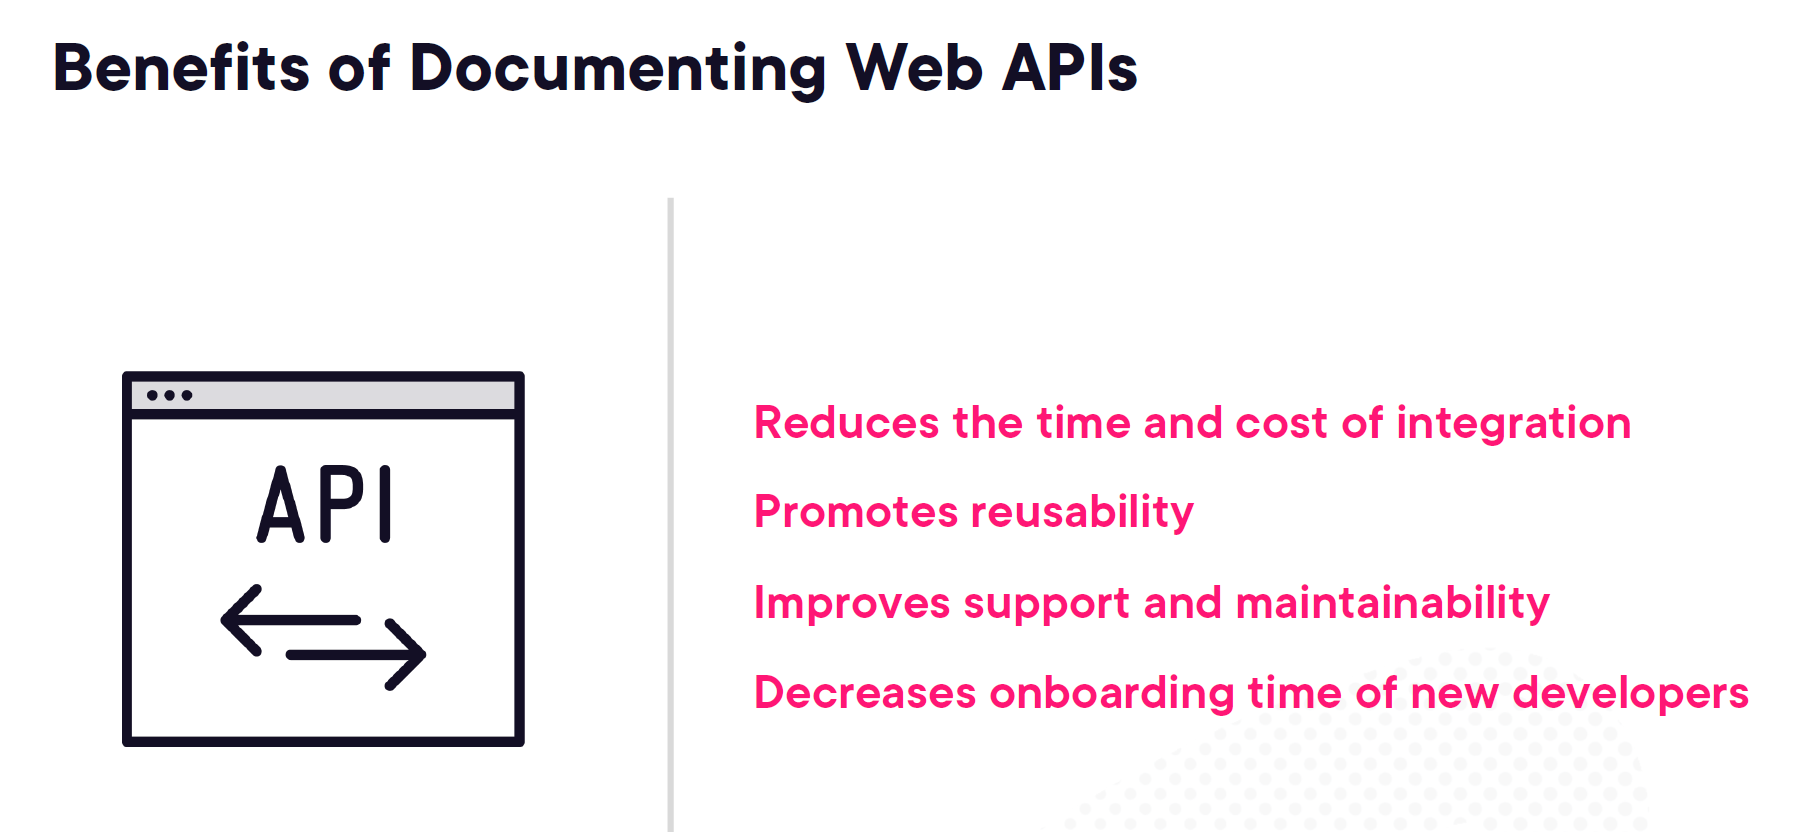 Benefits of Documenting Web APIs
API
Reduces the time and cost of integration
Promotes reusability
Improves support and maintainability
Decreases onboarding time of new developers